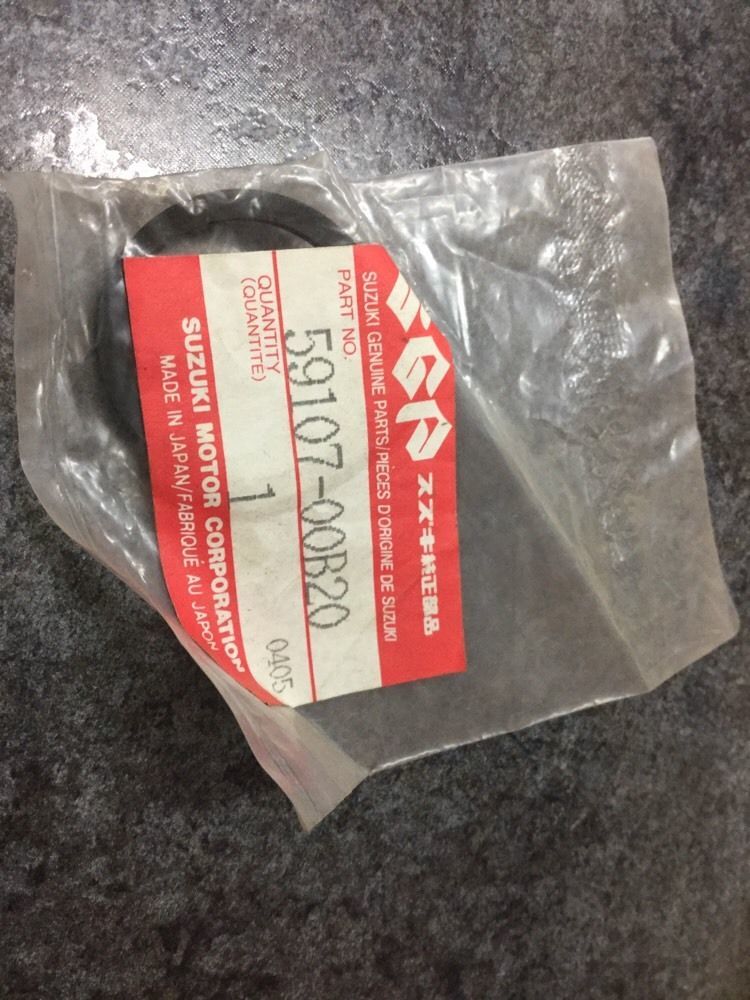 スズキ純正部品
SUZUKI GENUINE PARTS/PIECES D'ORIGINE DE SUZUKI
PART NO.
59107-00B20
QUANTITY
(QUANTITE)
1
0405
SUZUKI MOTOR CORPORATION
MADE IN JAPAN/FABRIQUÉ AU JAPON